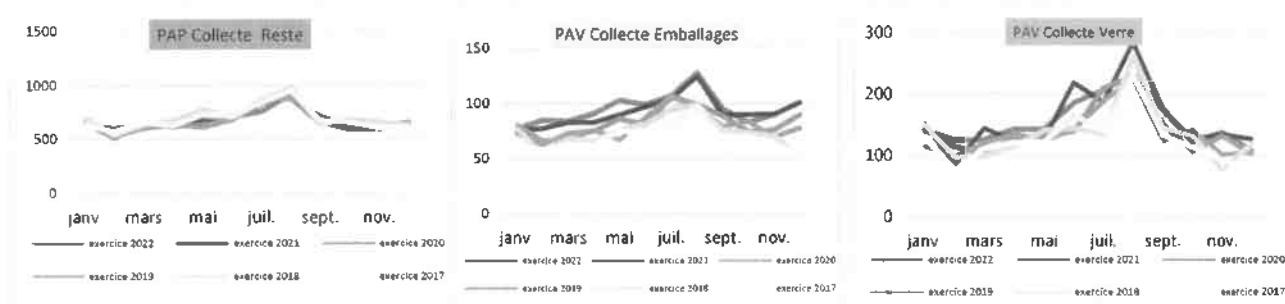 PAP Collecte Reste
1500
1000
500
0
janv mars mai juil. sept. nov.
exercice 2022 exercice 2021 exercice 2020
exercice 2019 exercice 2018 exercice 2017
PAV Collecte Emballages
150
100
50
0
janv mars mai juil. sept. nov.
exercice 2022 exercice 2021 exercice 2020
exercice 2019 exercice 2018 exercice 2017
PAV Collecte Verre
300
200
100
0
janv mars mai juil. sept. nov.
exercice 2022 exercice 2021 exercice 2020
exercice 2019 exercice 2018 exercice 2017